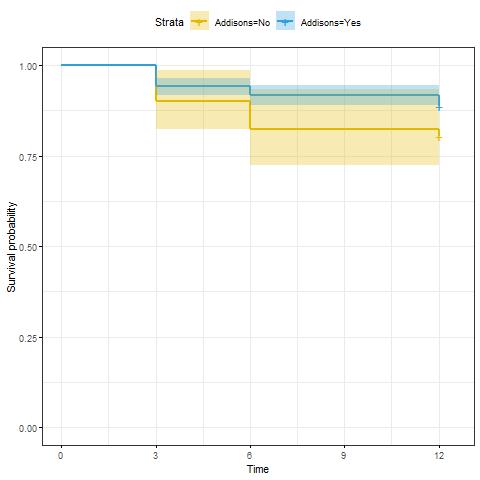 Strata Addisons=No Addisons=Yes
1.00
0.75
0.50
0.25
0.00
Survival probability
0 3 6 9 12
Time